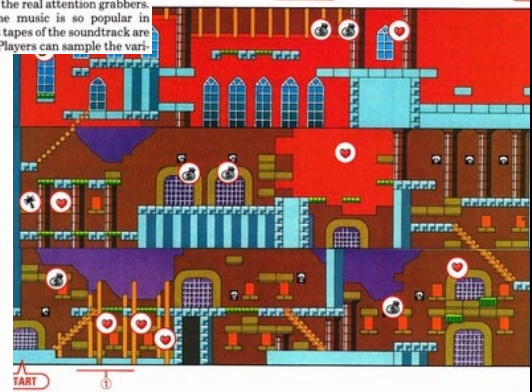 the real attention grabbers.
ne music is so popular in
t tapes of the soundtrack are
Players can sample the vari-
TART
1